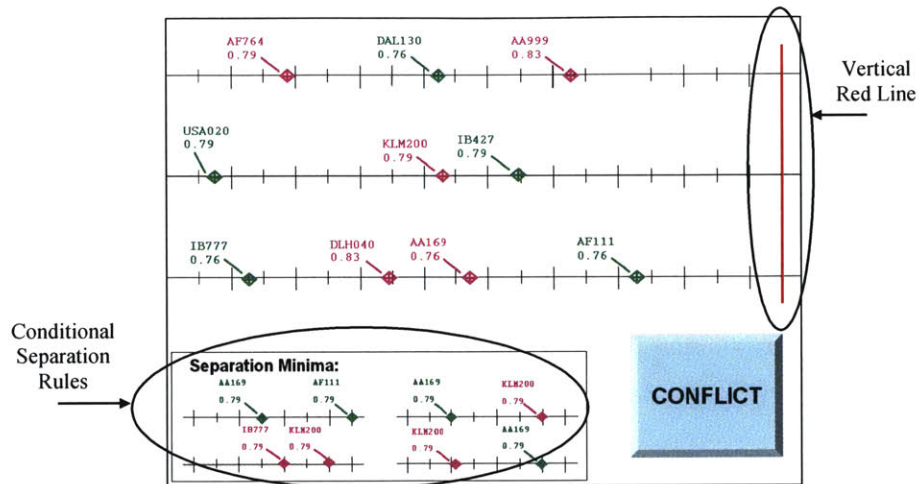 AF764
0.79
DAL130
0.76
AA999
0.83
Vertical
Red Line
USA020
0.79
KLM200
0.79
IB427
0.79
IB777
0.76
DLH040
0.83
AA169
0.76
AF111
0.76
Conditional
Separation
Rules
Separation Minima:
AA169
0.79
AF111
0.79
AA169
0.79
KLM200
0.79
IB777
0.79
KLM200
0.79
KLM200
0.79
AA169
0.79
CONFLICT